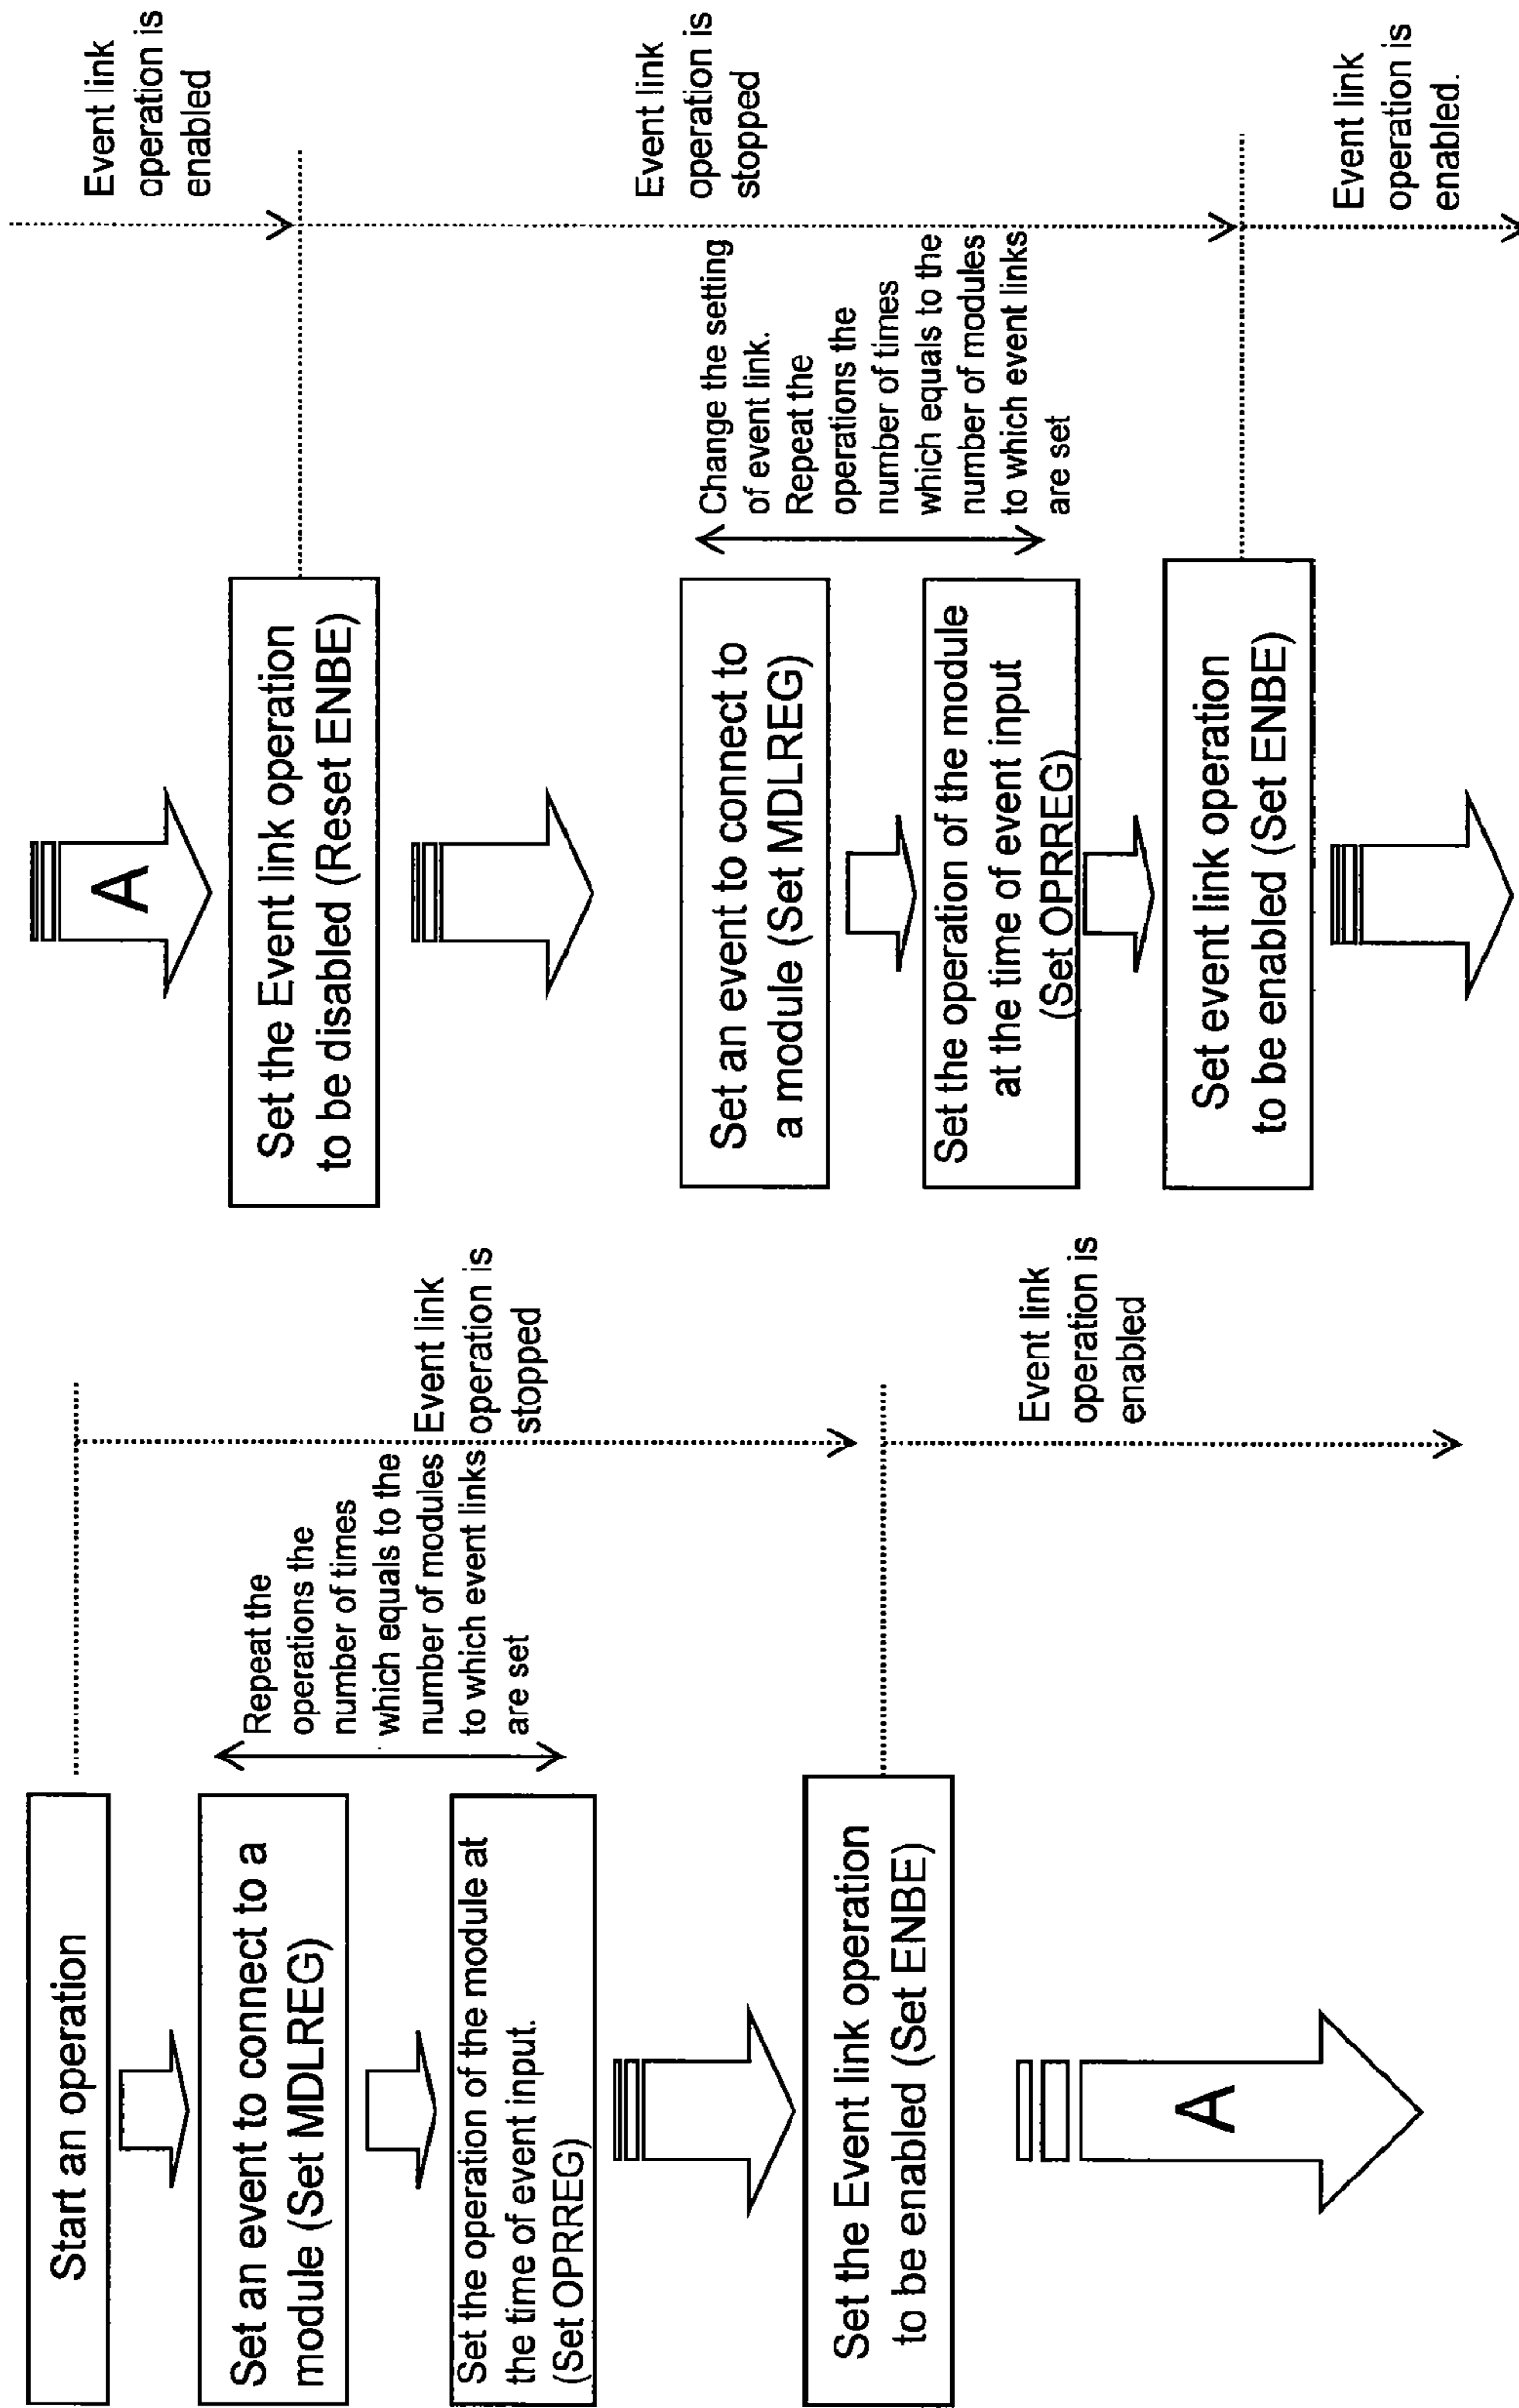 Start an operation
Set an event to connect to a
module (Set MDLREG)
Set the operation of the module at
the time of event input.
(Set OPRREG)
Repeat the
operations the
number of times
which equals to the
number of modules
to which event links
are set
Event link
operation is
stopped
Set the Event link operation
to be enabled (Set ENBE)
Event link
operation is
enabled
A
A
Event link
operation is
enabled
Set the Event link operation
to be disabled (Reset ENBE)
Event link
operation is
stopped
Set an event to connect to
a module (Set MDLREG)
Set the operation of the module
at the time of event input
(Set OPRREG)
Change the setting
of event link.
Repeat the
operations the
number of times
which equals to the
number of modules
to which event links
are set
Set event link operation
to be enabled (Set ENBE)
Event link
operation is
enabled.